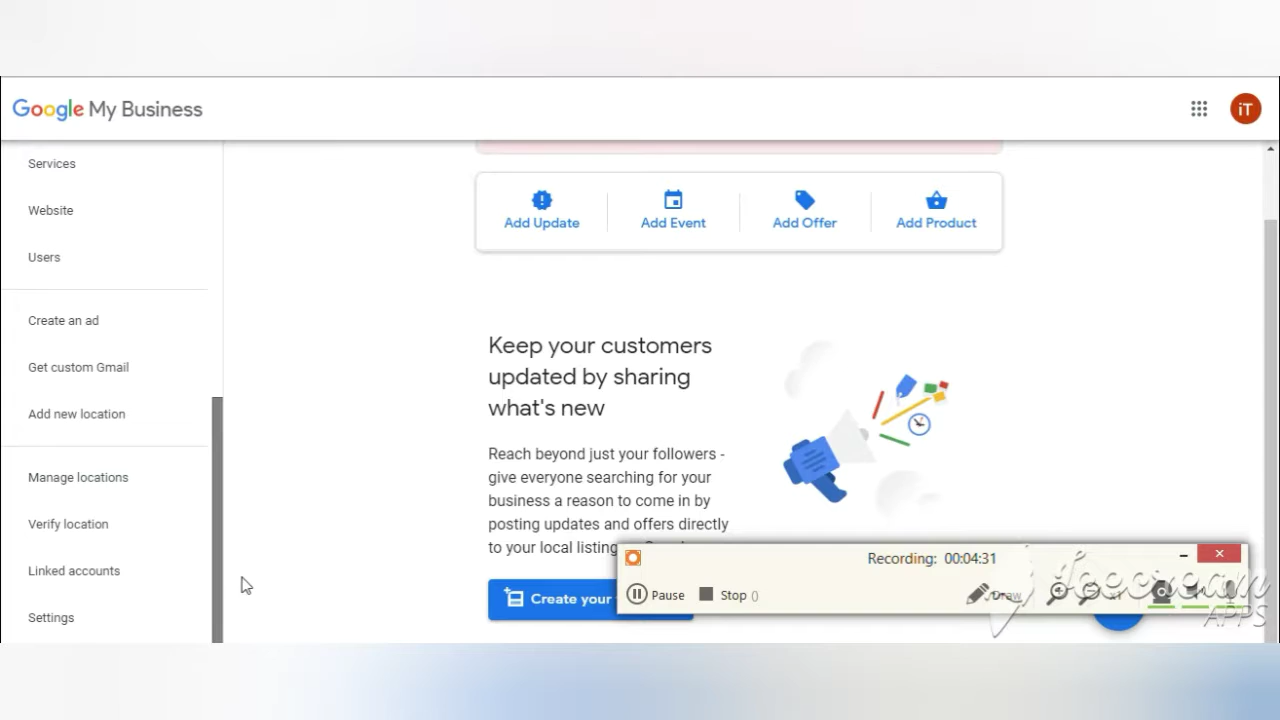 Google My Business
iT
Services
Website
Users
Create an ad
Get custom Gmail
Add new location
Manage locations
Verify location
Linked accounts
Settings
Add Update
Add Event
Add Offer
Add Product
Keep your customers
updated by sharing
what's new
Reach beyond just your followers -
give everyone searching for your
business a reason to come in by
posting updates and offers directly
to your local listing
Create your
Recording: 00:04:31
Pause
Stop ()
Draw
APPS